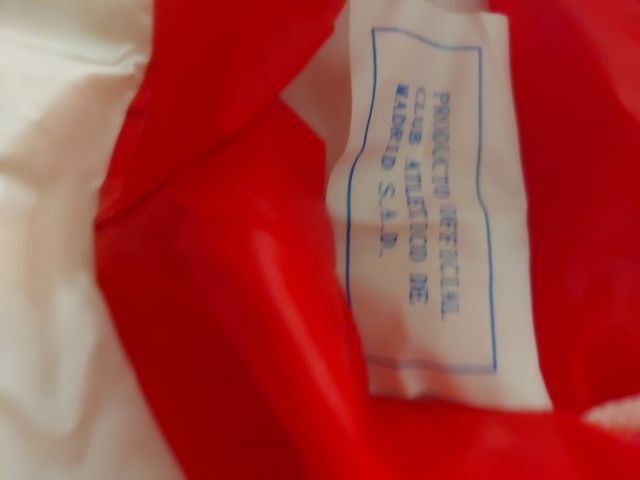 PRODUCTO OFFICIAL
CLUB ATLETICO DE
MADRID S.A.D.